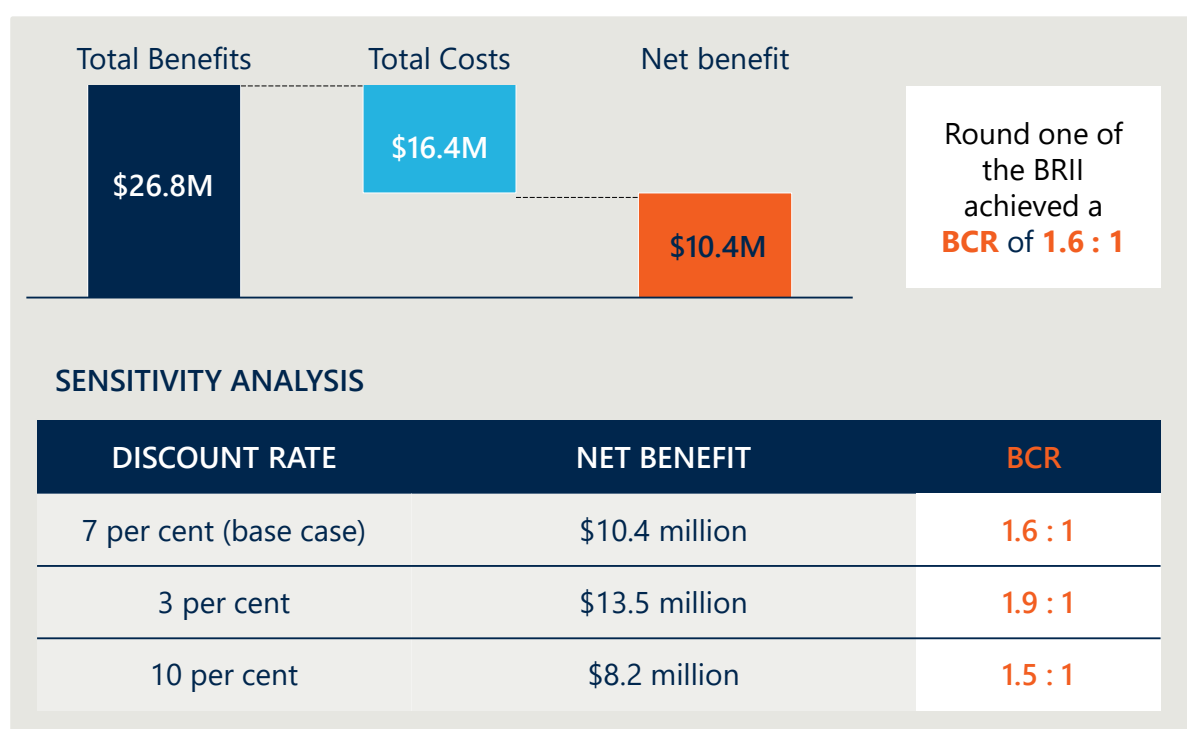 Total Benefits Total Costs Net benefit
$26.8M
$16.4M
$10.4M
Round one of
the BRII
achieved a
BCR of 1.6 : 1
SENSITIVITY ANALYSIS
DISCOUNT RATE NET BENEFIT BCR
7 per cent (base case) $10.4 million 1.6 : 1
3 per cent $13.5 million 1.9 : 1
10 per cent $8.2 million 1.5 : 1